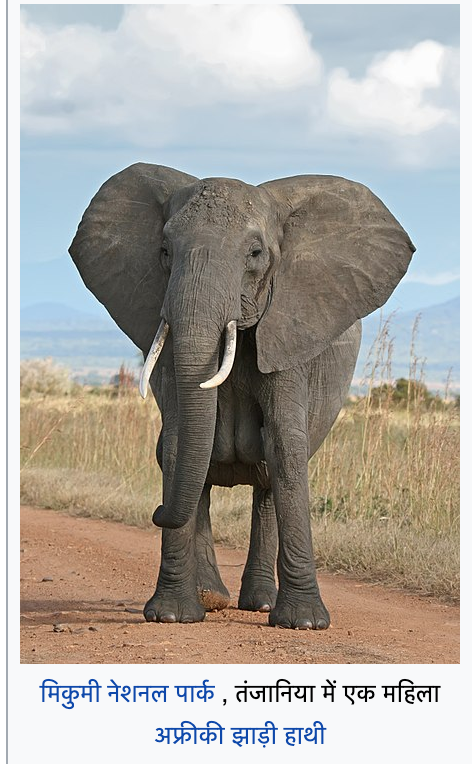 मिकुमी नेशनल पार्क , तंजानिया में एक महिला
अफ्रीकी झाड़ी हाथी